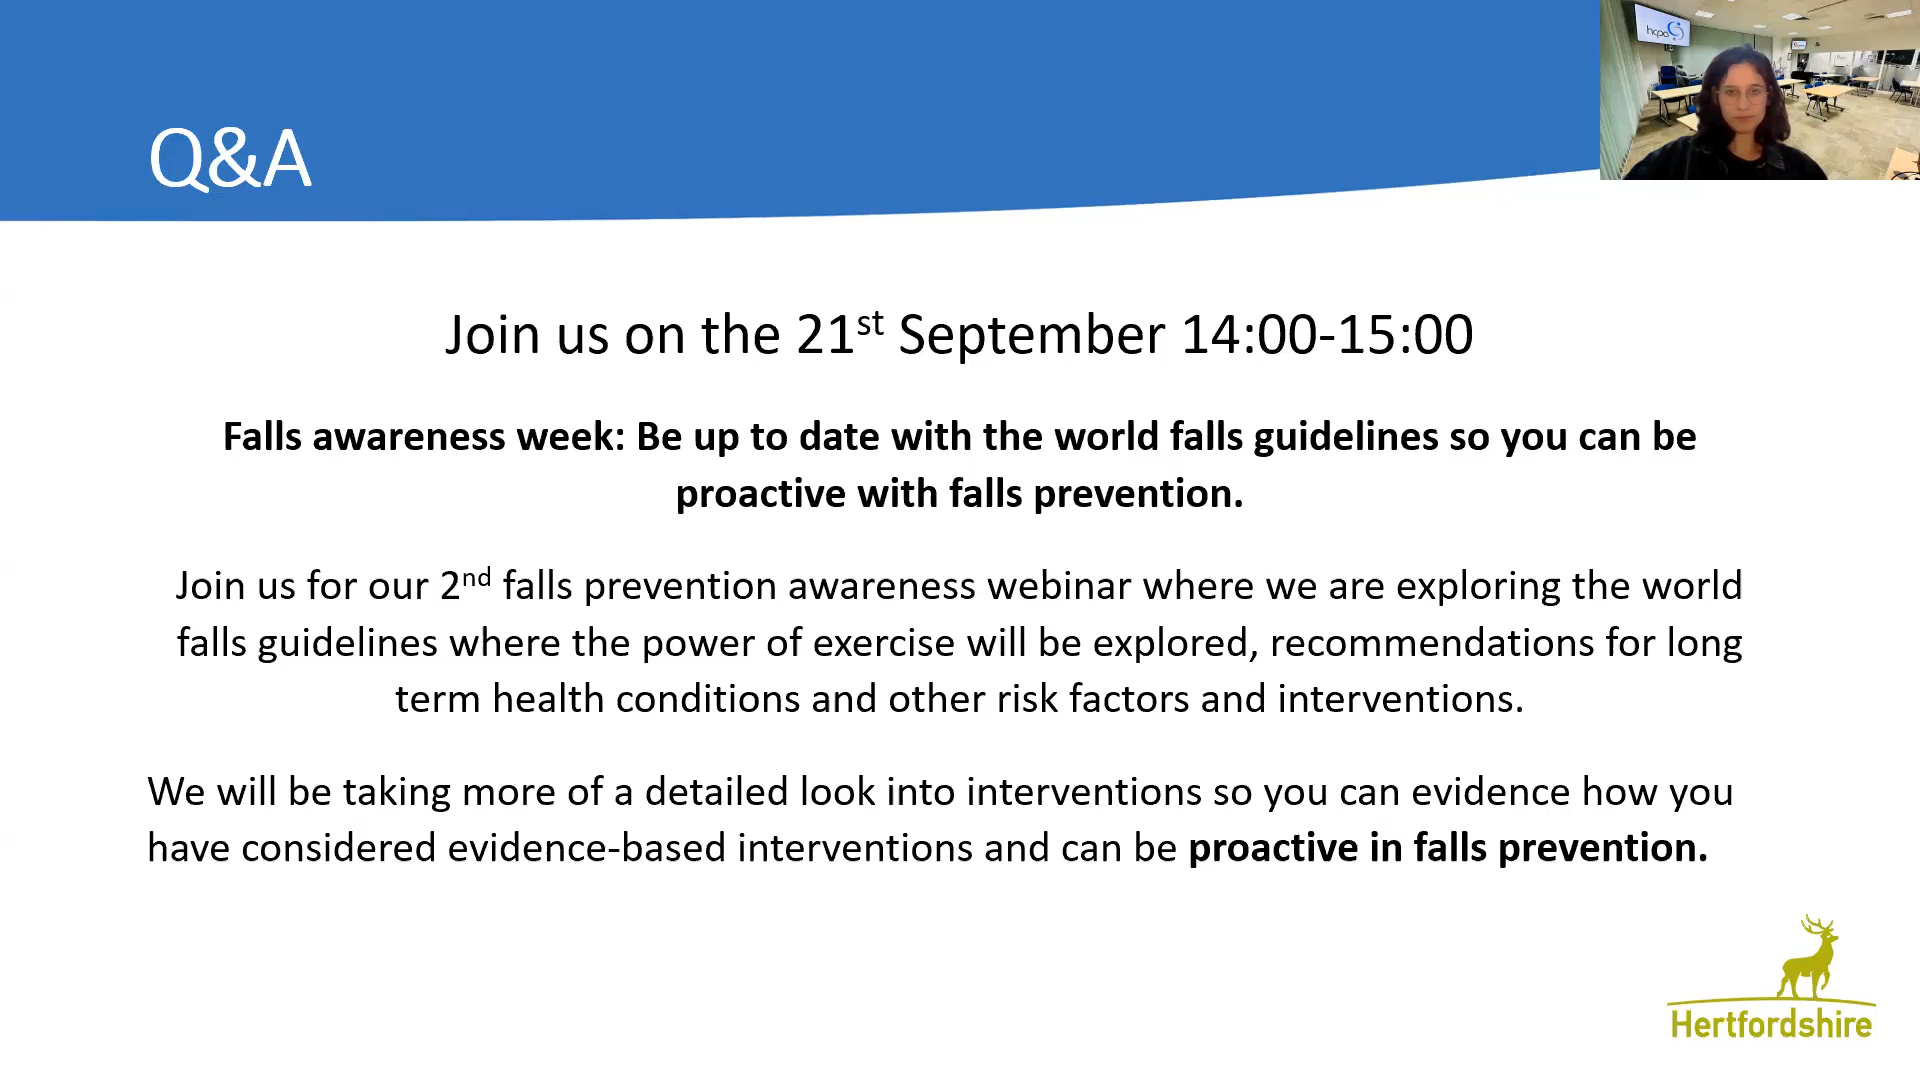 Q&A
hcpa
Join us on the 21st September 14:00-15:00
Falls awareness week: Be up to date with the world falls guidelines so you can be
proactive with falls prevention.
Join us for our 2nd falls prevention awareness webinar where we are exploring the world
falls guidelines where the power of exercise will be explored, recommendations for long
term health conditions and other risk factors and interventions.
We will be taking more of a detailed look into interventions so you can evidence how you
have considered evidence-based interventions and can be proactive in falls prevention.
Hertfordshire